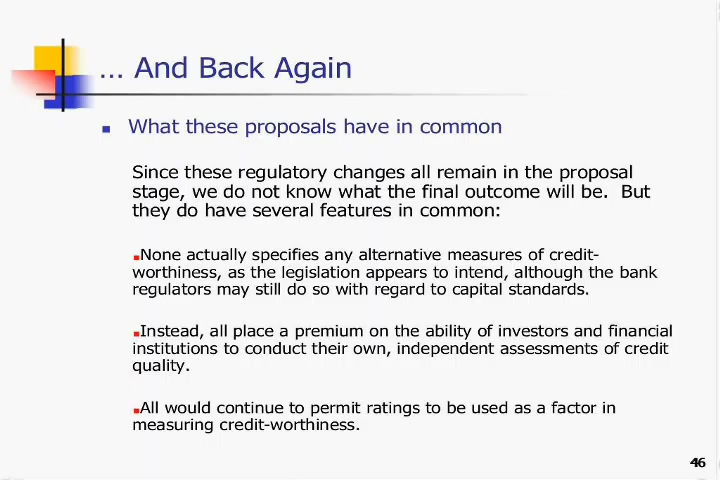 ... And Back Again
What these proposals have in common
Since these regulatory changes all remain in the proposal
stage, we do not know what the final outcome will be.  But
they do have several features in common:
None actually specifies any alternative measures of credit-
worthiness, as the legislation appears to intend, although the bank
regulators may still do so with regard to capital standards.
Instead, all place a premium on the ability of investors and financial
institutions to conduct their own, independent assessments of credit
quality.
All would continue to permit ratings to be used as a factor in
measuring credit-worthiness.
46